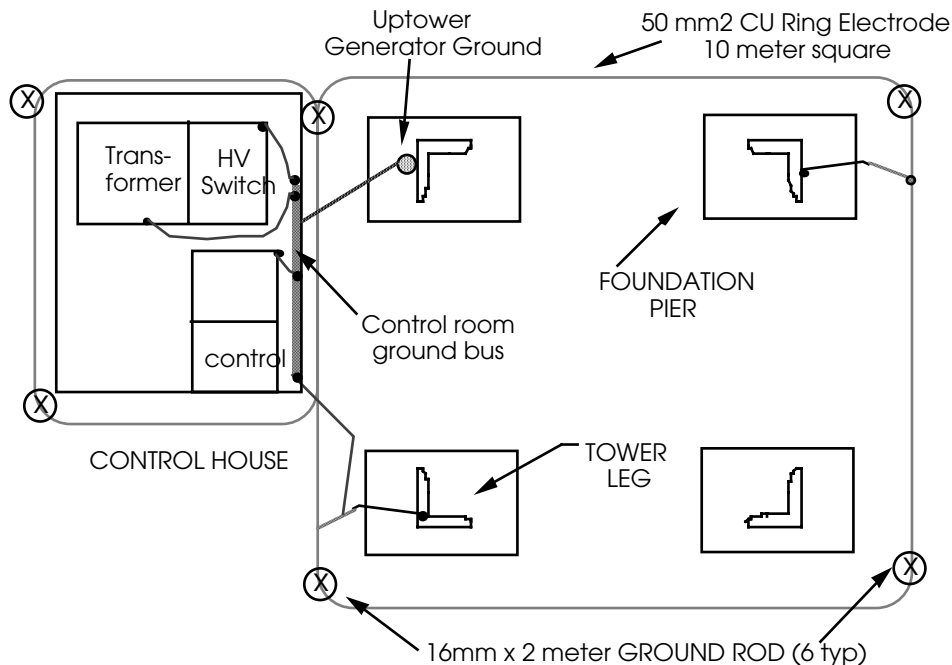 Uptower
Generator Ground
50 mm2 CU Ring Electrode
10 meter square
X
X
X
Trans-
former
HV
Switch
FOUNDATION
PIER
Control room
ground bus
control
X
CONTROL HOUSE
TOWER
LEG
X
X
16mm x 2 meter GROUND ROD (6 typ)